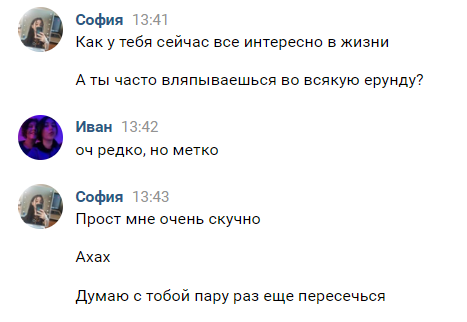 София 13:41
Как у тебя сейчас все интересно в жизни
А ты часто вляпываешься во всякую ерунду?
Иван 13:42
оч редко, но метко
София 13:43
Прост мне очень скучно
Ахах
Думаю с тобой пару раз еще пересечься